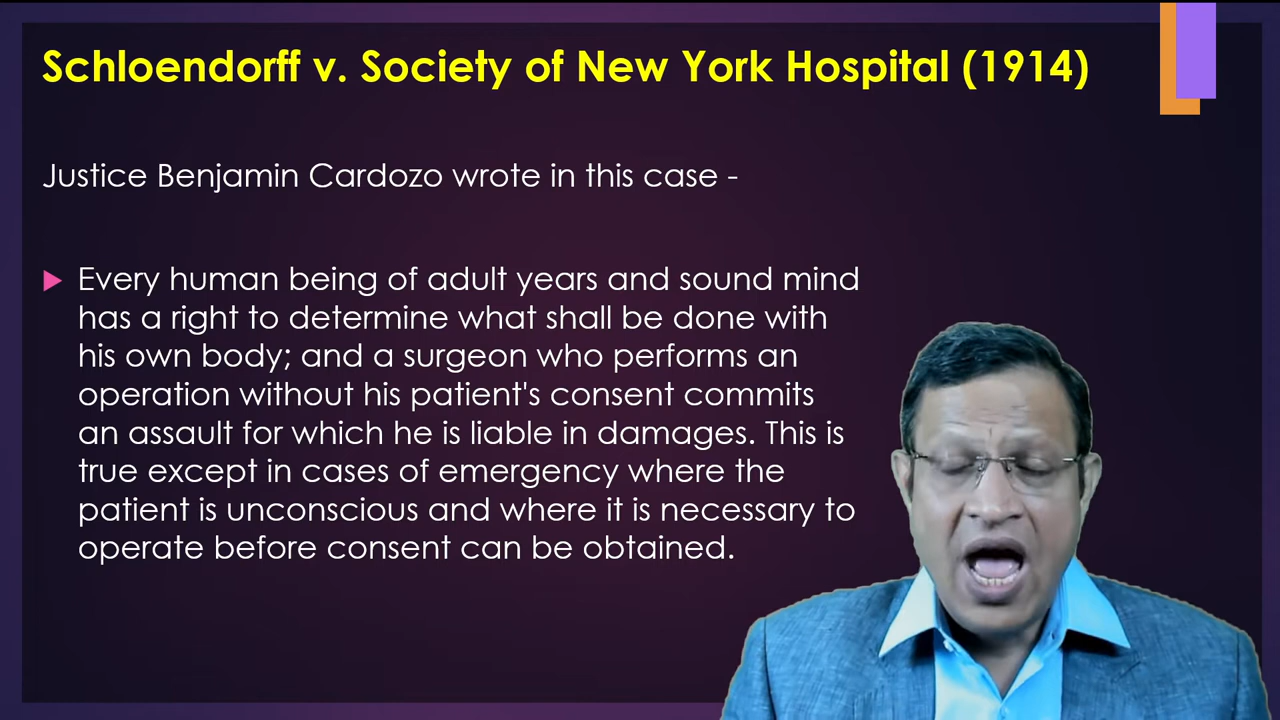 Schloendorff v. Society of New York Hospital (1914)
Justice Benjamin Cardozo wrote in this case -
Every human being of adult years and sound mind
has a right to determine what shall be done with
his own body; and a surgeon who performs an
operation without his patient's consent commits
an assault for which he is liable in damages. This is
true except in cases of emergency where the
patient is unconscious and where it is necessary to
operate before consent can be obtained.